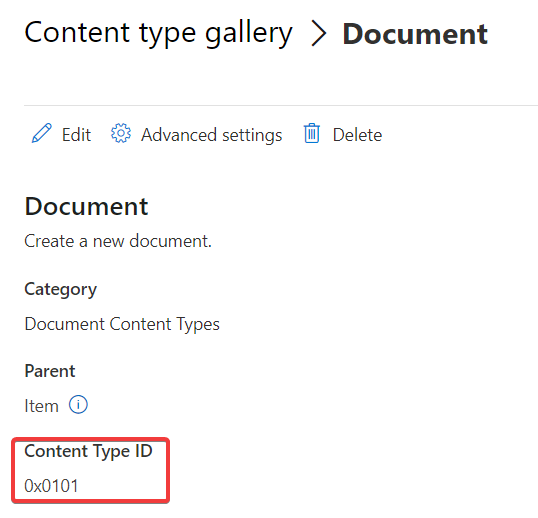 Content type gallery > Document
Edit Advanced settings Delete
Document
Create a new document.
Category
Document Content Types
Parent
Item
Content Type ID
0x0101